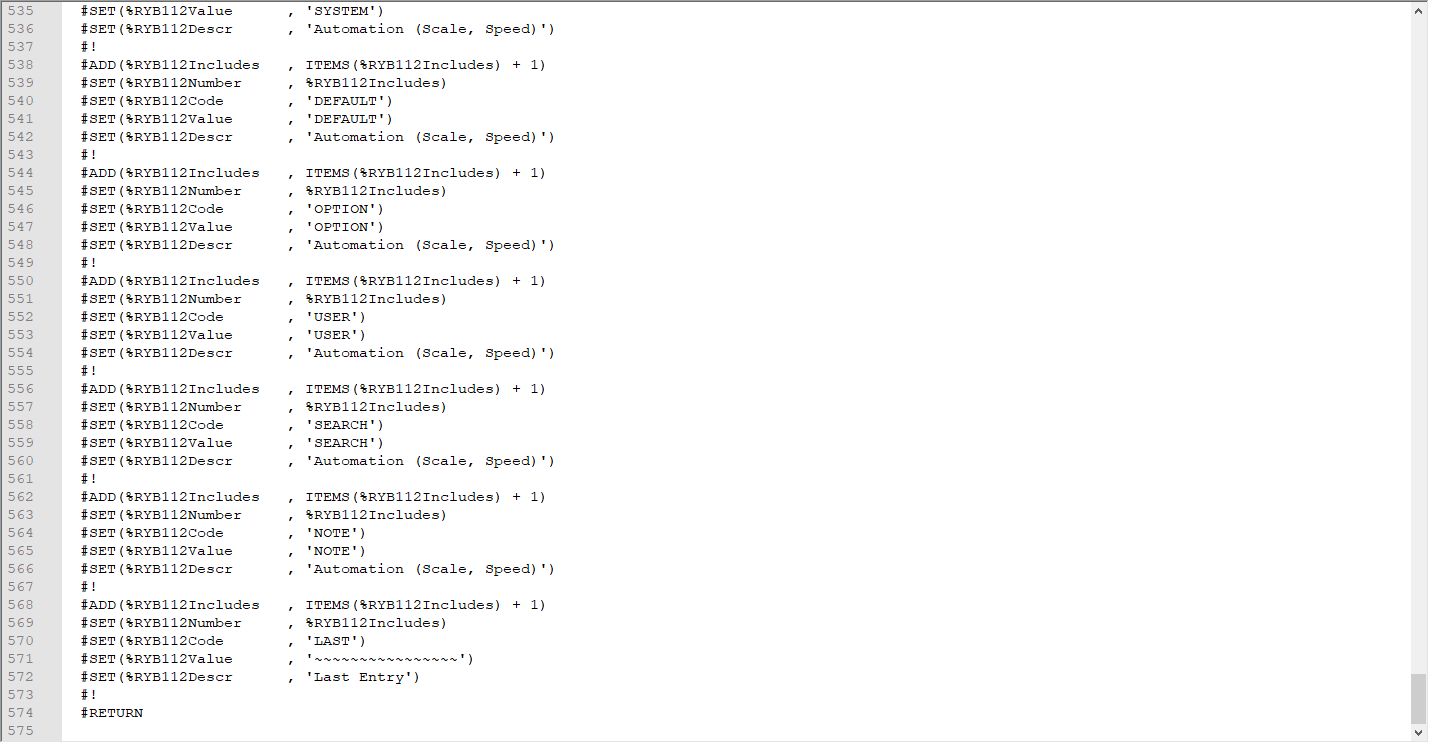 535 #SET(%RYB112Value      , 'SYSTEM')
536 #SET(%RYB112Descr      , 'Automation (Scale, Speed)')
537 #!
538 #ADD(%RYB112Includes   , ITEMS(%RYB112Includes) + 1)
539 #SET(%RYB112Number     , %RYB112Includes)
540 #SET(%RYB112Code       , 'DEFAULT')
541 #SET(%RYB112Value      , 'DEFAULT')
542 #SET(%RYB112Descr      , 'Automation (Scale, Speed)')
543 #!
544 #ADD(%RYB112Includes   , ITEMS(%RYB112Includes) + 1)
545 #SET(%RYB112Number     , %RYB112Includes)
546 #SET(%RYB112Code       , 'OPTION')
547 #SET(%RYB112Value      , 'OPTION')
548 #SET(%RYB112Descr      , 'Automation (Scale, Speed)')
549 #!
550 #ADD(%RYB112Includes   , ITEMS(%RYB112Includes) + 1)
551 #SET(%RYB112Number     , %RYB112Includes)
552 #SET(%RYB112Code       , 'USER')
553 #SET(%RYB112Value      , 'USER')
554 #SET(%RYB112Descr      , 'Automation (Scale, Speed)')
555 #!
556 #ADD(%RYB112Includes   , ITEMS(%RYB112Includes) + 1)
557 #SET(%RYB112Number     , %RYB112Includes)
558 #SET(%RYB112Code       , 'SEARCH')
559 #SET(%RYB112Value      , 'SEARCH')
560 #SET(%RYB112Descr      , 'Automation (Scale, Speed)')
561 #!
562 #ADD(%RYB112Includes   , ITEMS(%RYB112Includes) + 1)
563 #SET(%RYB112Number     , %RYB112Includes)
564 #SET(%RYB112Code       , 'NOTE')
565 #SET(%RYB112Value      , 'NOTE')
566 #SET(%RYB112Descr      , 'Automation (Scale, Speed)')
567 #!
568 #ADD(%RYB112Includes   , ITEMS(%RYB112Includes) + 1)
569 #SET(%RYB112Number     , %RYB112Includes)
570 #SET(%RYB112Code       , 'LAST')
571 #SET(%RYB112Value      , '~~~~~~~~~~~~~~~~')
572 #SET(%RYB112Descr      , 'Last Entry')
573 #!
574 #RETURN
575